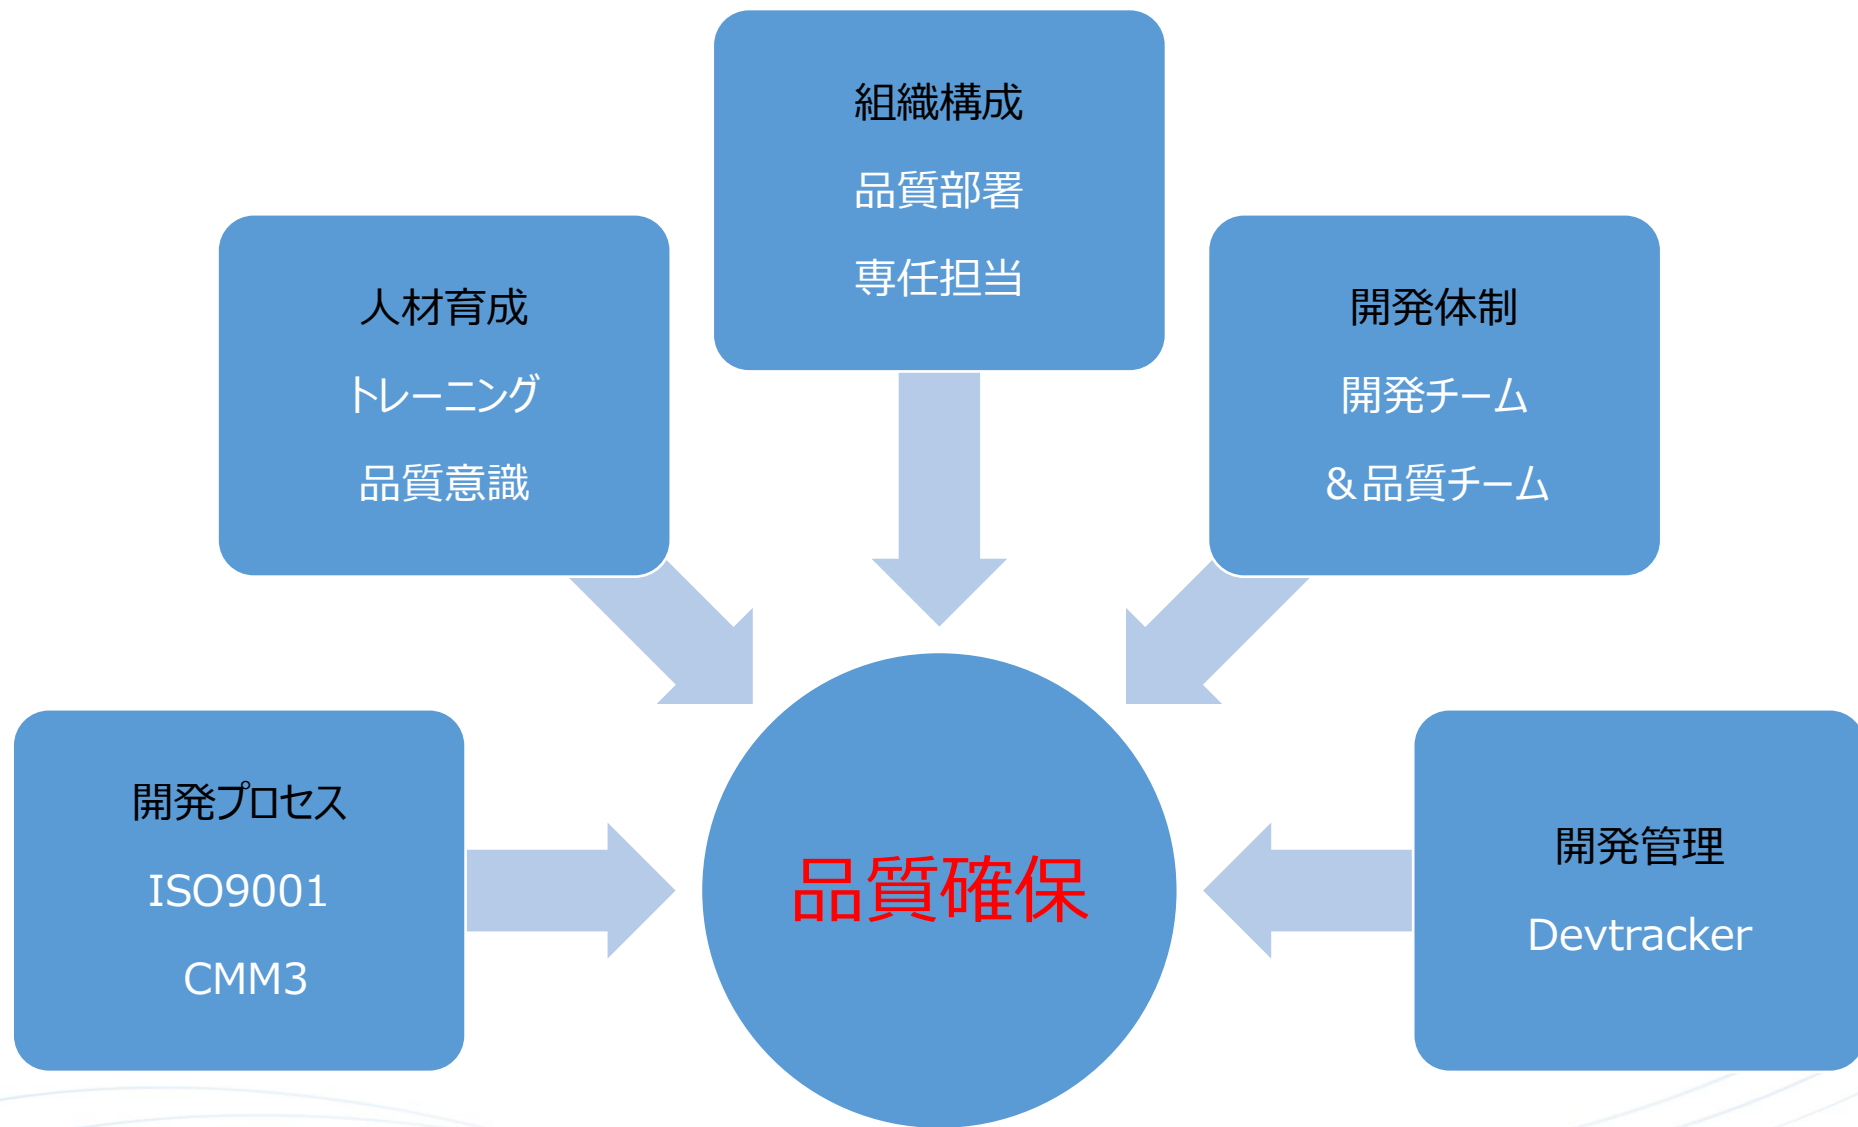 組織構成
品質部署
専任担当
人材育成
トレーニング
品質意識
開発体制
開発チーム
&品質チーム
開発プロセス
ISO9001
CMM3
品質確保
開発管理
Devtracker